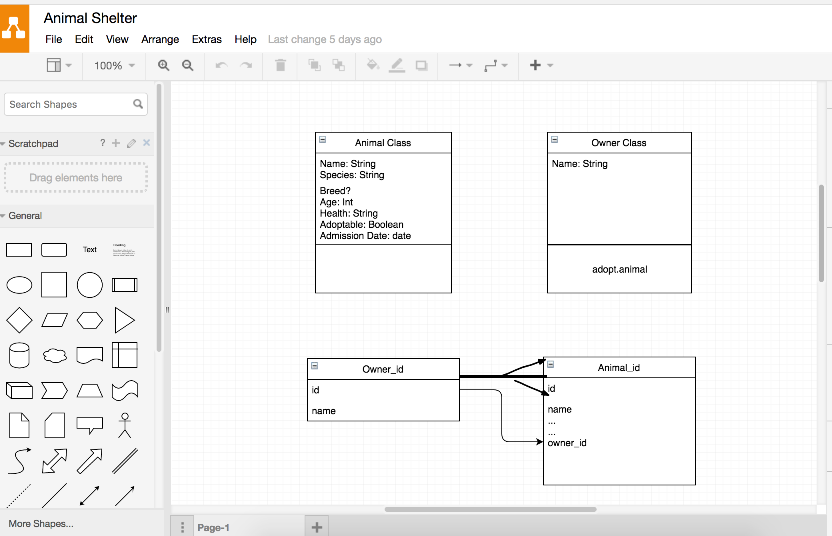 Animal Shelter
File Edit View Arrange Extras Help Last change 5 days ago
100%
Search Shapes
Scratchpad ?
Drag elements here
General
Text
More Shapes...
Animal Class
Name: String
Species: String
Breed?
Age: Int
Health: String
Adoptable: Boolean
Admission Date: date
Owner Class
Name: String
adopt.animal
Owner_id
id
name
Animal_id
id
name
...
...
owner_id
Page-1